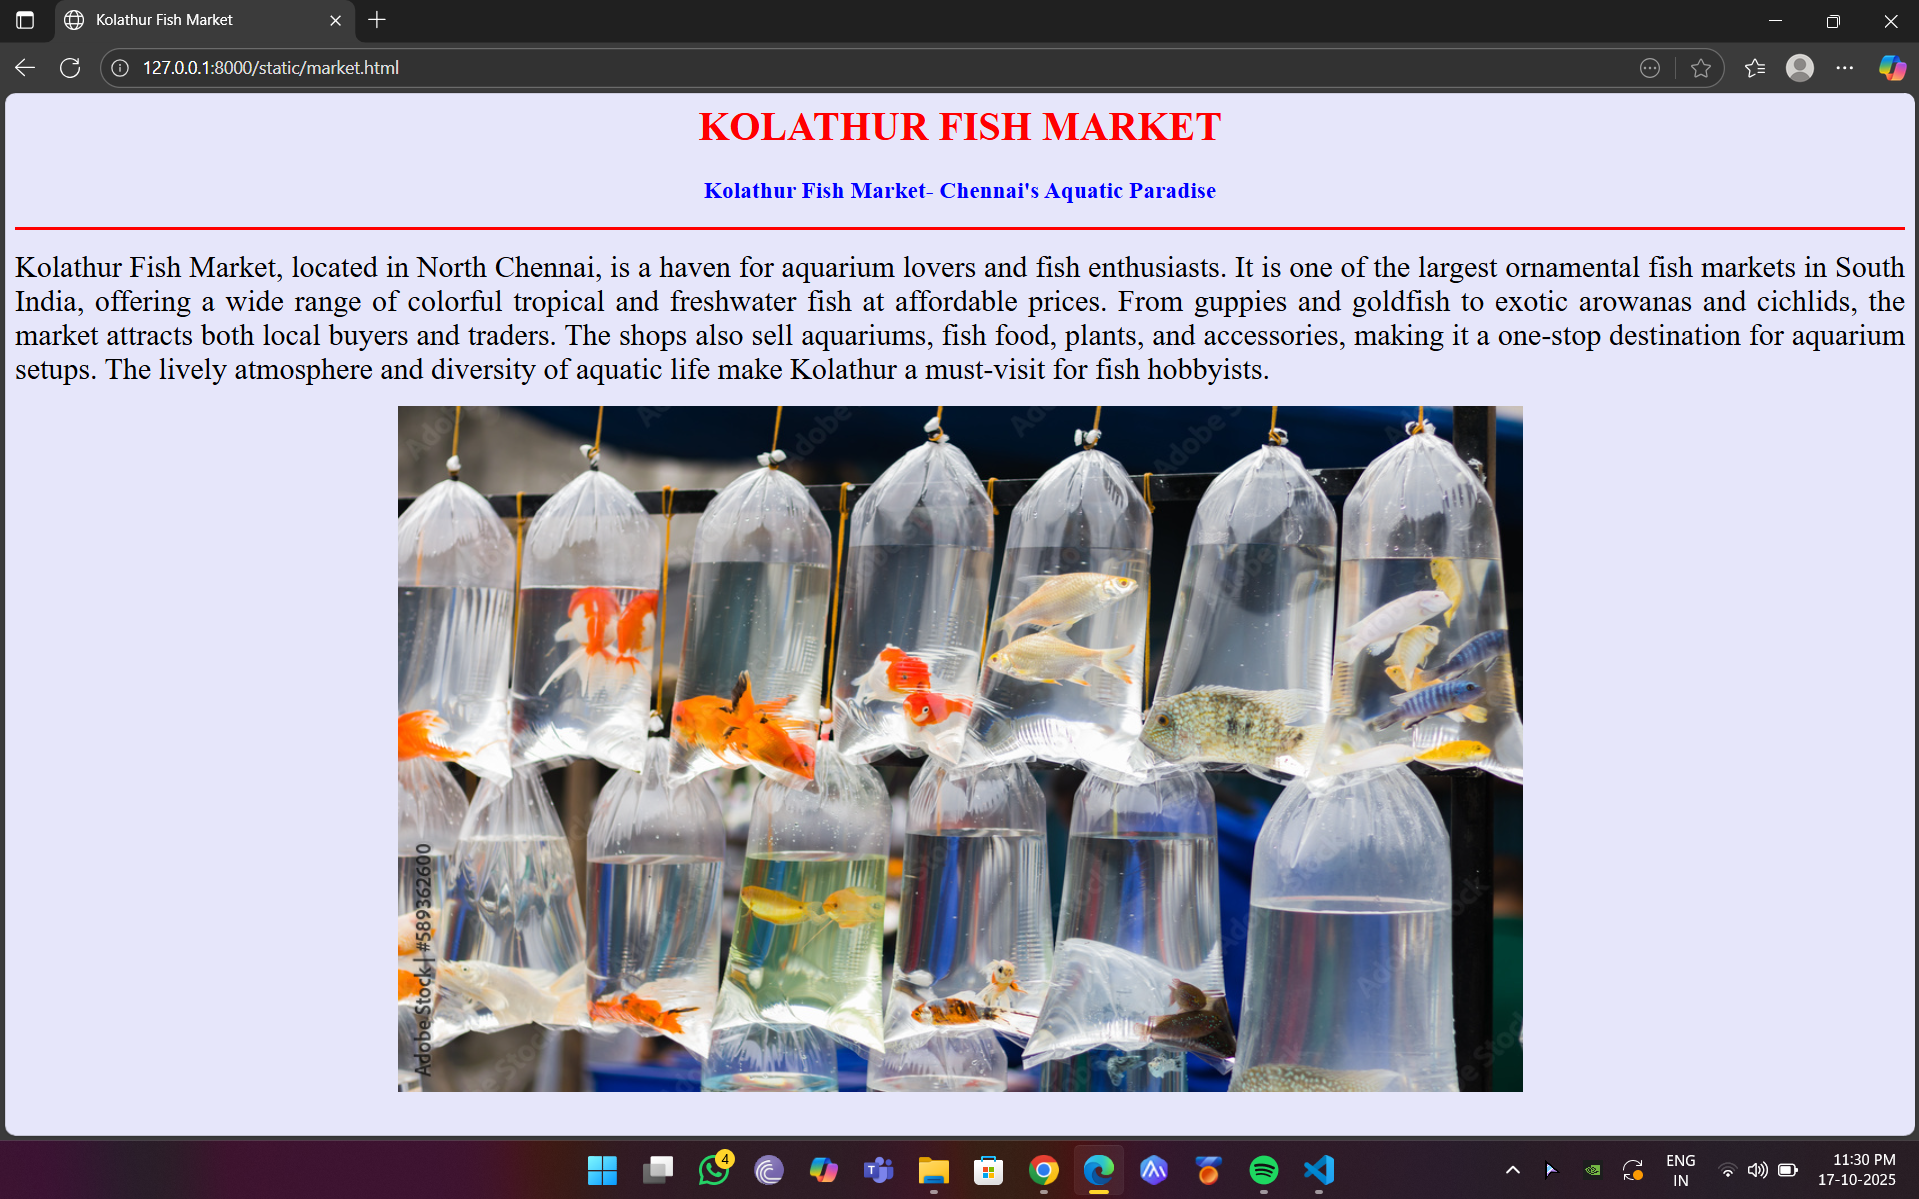 Kolathur Fish Market
127.0.0.1:8000/static/market.html
KOLATHUR FISH MARKET
Kolathur Fish Market- Chennai's Aquatic Paradise
Kolathur Fish Market, located in North Chennai, is a haven for aquarium lovers and fish enthusiasts. It is one of the largest ornamental fish markets in South
India, offering a wide range of colorful tropical and freshwater fish at affordable prices. From guppies and goldfish to exotic arowanas and cichlids, the
market attracts both local buyers and traders. The shops also sell aquariums, fish food, plants, and accessories, making it a one-stop destination for aquarium
setups. The lively atmosphere and diversity of aquatic life make Kolathur a must-visit for fish hobbyists.
Adobe Stock | #589362600
4
ENG
IN
11:30 PM
17-10-2025